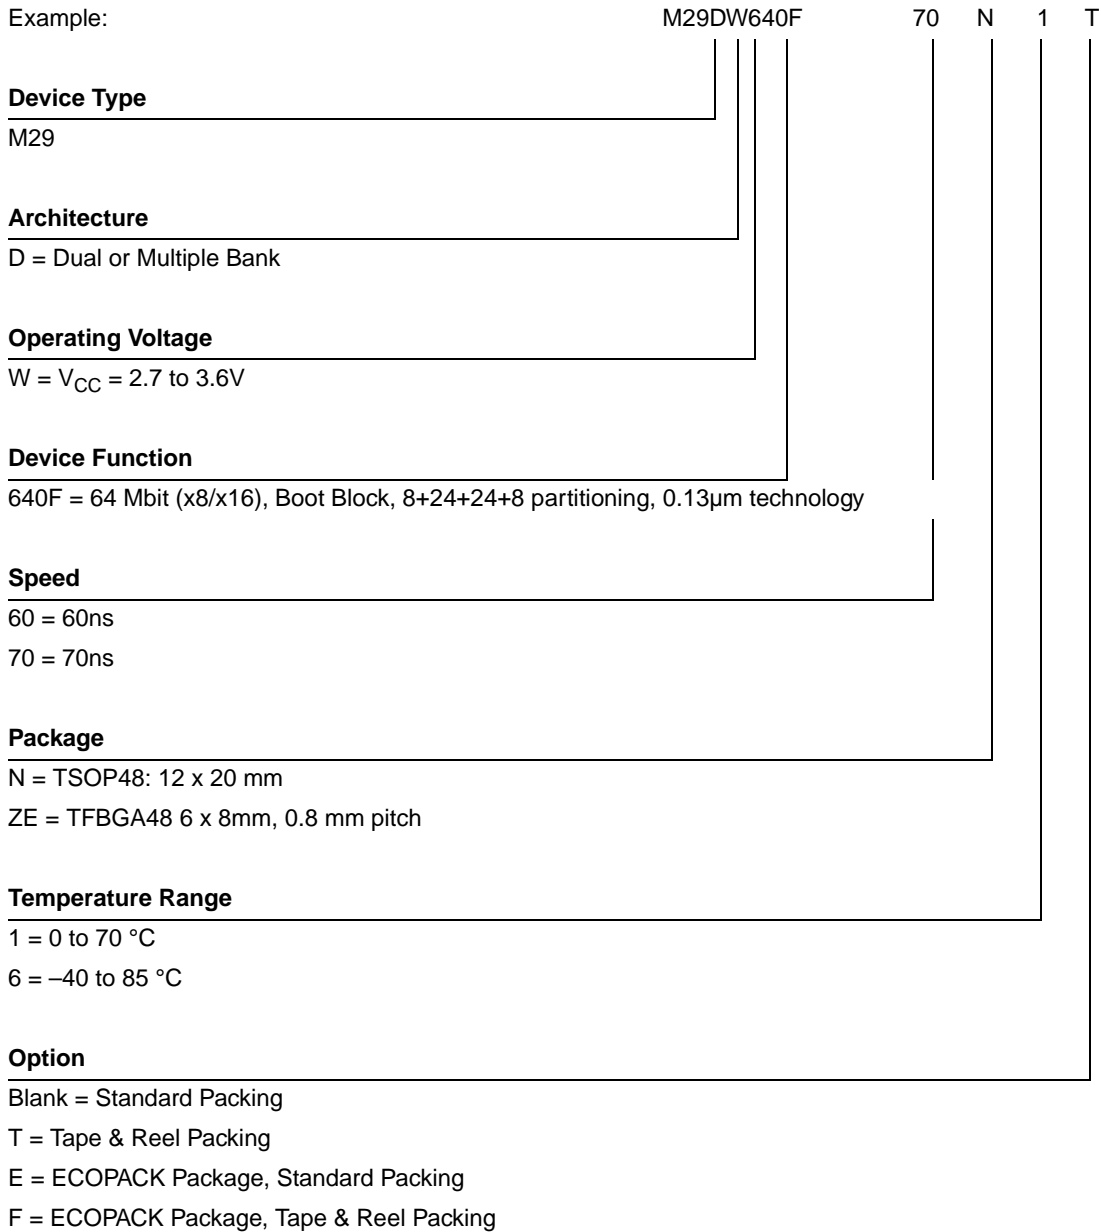 Example: M29DW640F 70 N 1 T
Device Type
M29
Architecture
D = Dual or Multiple Bank
Operating Voltage
W = VCC = 2.7 to 3.6V
Device Function
640F = 64 Mbit (x8/x16), Boot Block, 8+24+24+8 partitioning, 0.13µm technology
Speed
60 = 60ns
70 = 70ns
Package
N = TSOP48: 12 x 20 mm
ZE = TFBGA48 6 x 8mm, 0.8 mm pitch
Temperature Range
1 = 0 to 70 °C
6 = –40 to 85 °C
Option
Blank = Standard Packing
T = Tape & Reel Packing
E = ECOPACK Package, Standard Packing
F = ECOPACK Package, Tape & Reel Packing